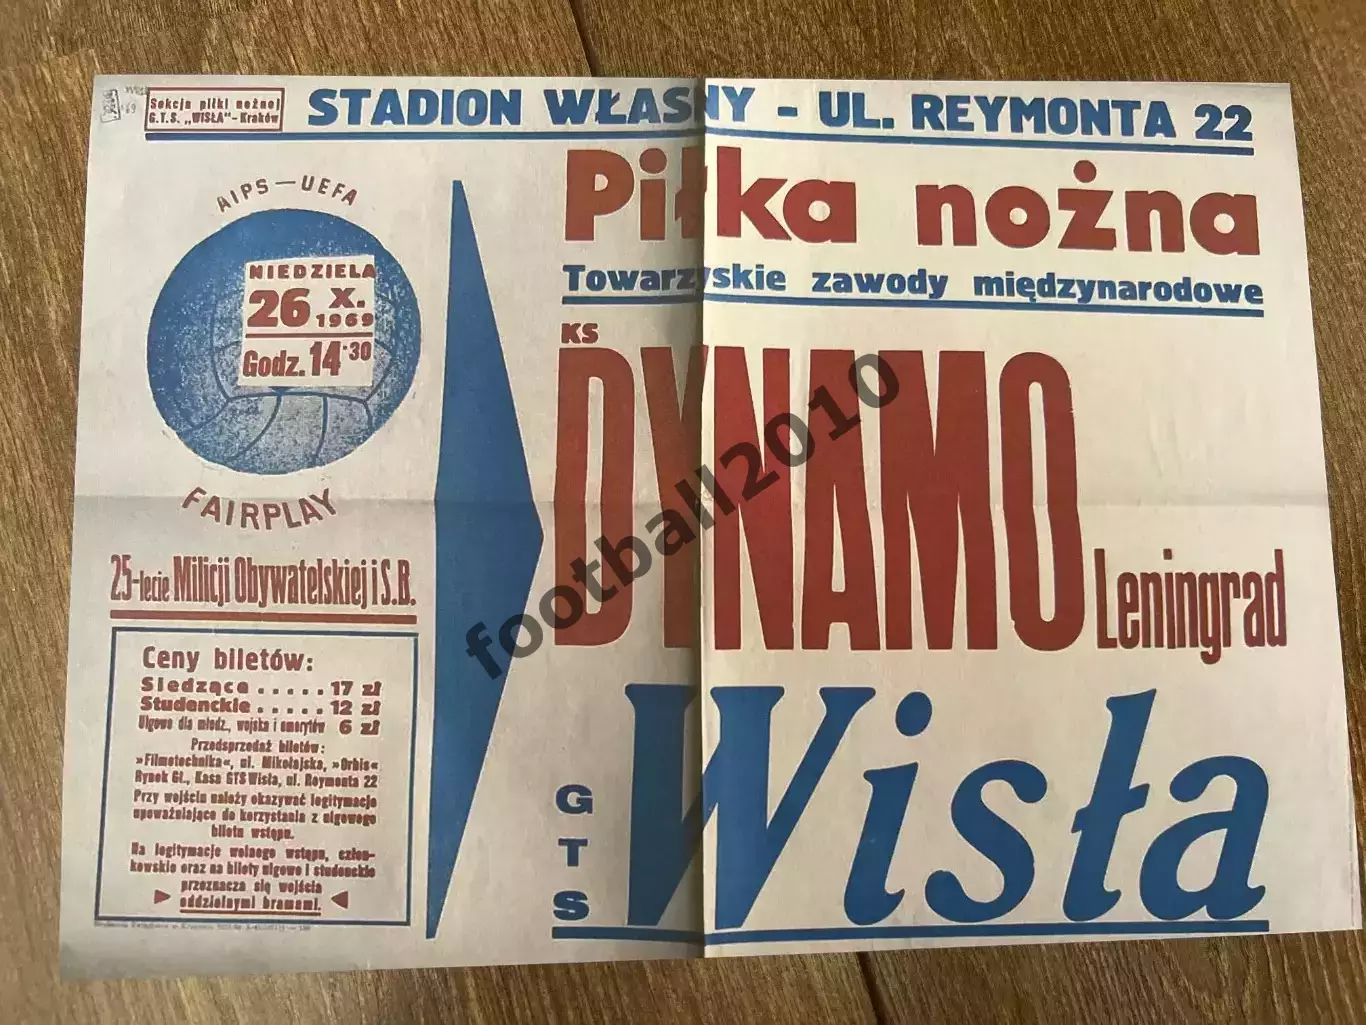 Sekcja piłki nożnej
G.T.S. „WISŁA" - Kraków
STADION WŁASNY - UL. REYMONTA 22
AIPS - UEFA
NIEDZIELA
26 X.
1969
Godz. 14·30
FAIRPLAY
25-lecie Milicji Obywatelskiej i S.B.
Ceny biletów:
Siedzące ..... 17 zł
Studenckie ..... 12 zł
Ulgowe dla młodz., wojska i emerytów 6 zł
Przedsprzedaż biletów:
»Filmotechnika«, ul. Mikołajska, »Orbis«
Rynek Gł., Kasa GTS Wisła, ul. Reymonta 22
Przy wejściu należy okazywać legitymacje
upoważniające do korzystania z ulgowego
biletu wstępu.
Na legitymacje wolnego wstępu, człon-
kowskie oraz na bilety ulgowe i studenckie
przeznacza się wejścia
oddzielnymi bramami.
Piłka nożna
Towarzyskie zawody międzynarodowe
KS
DYNAMO Leningrad
GTS Wisła
football2010